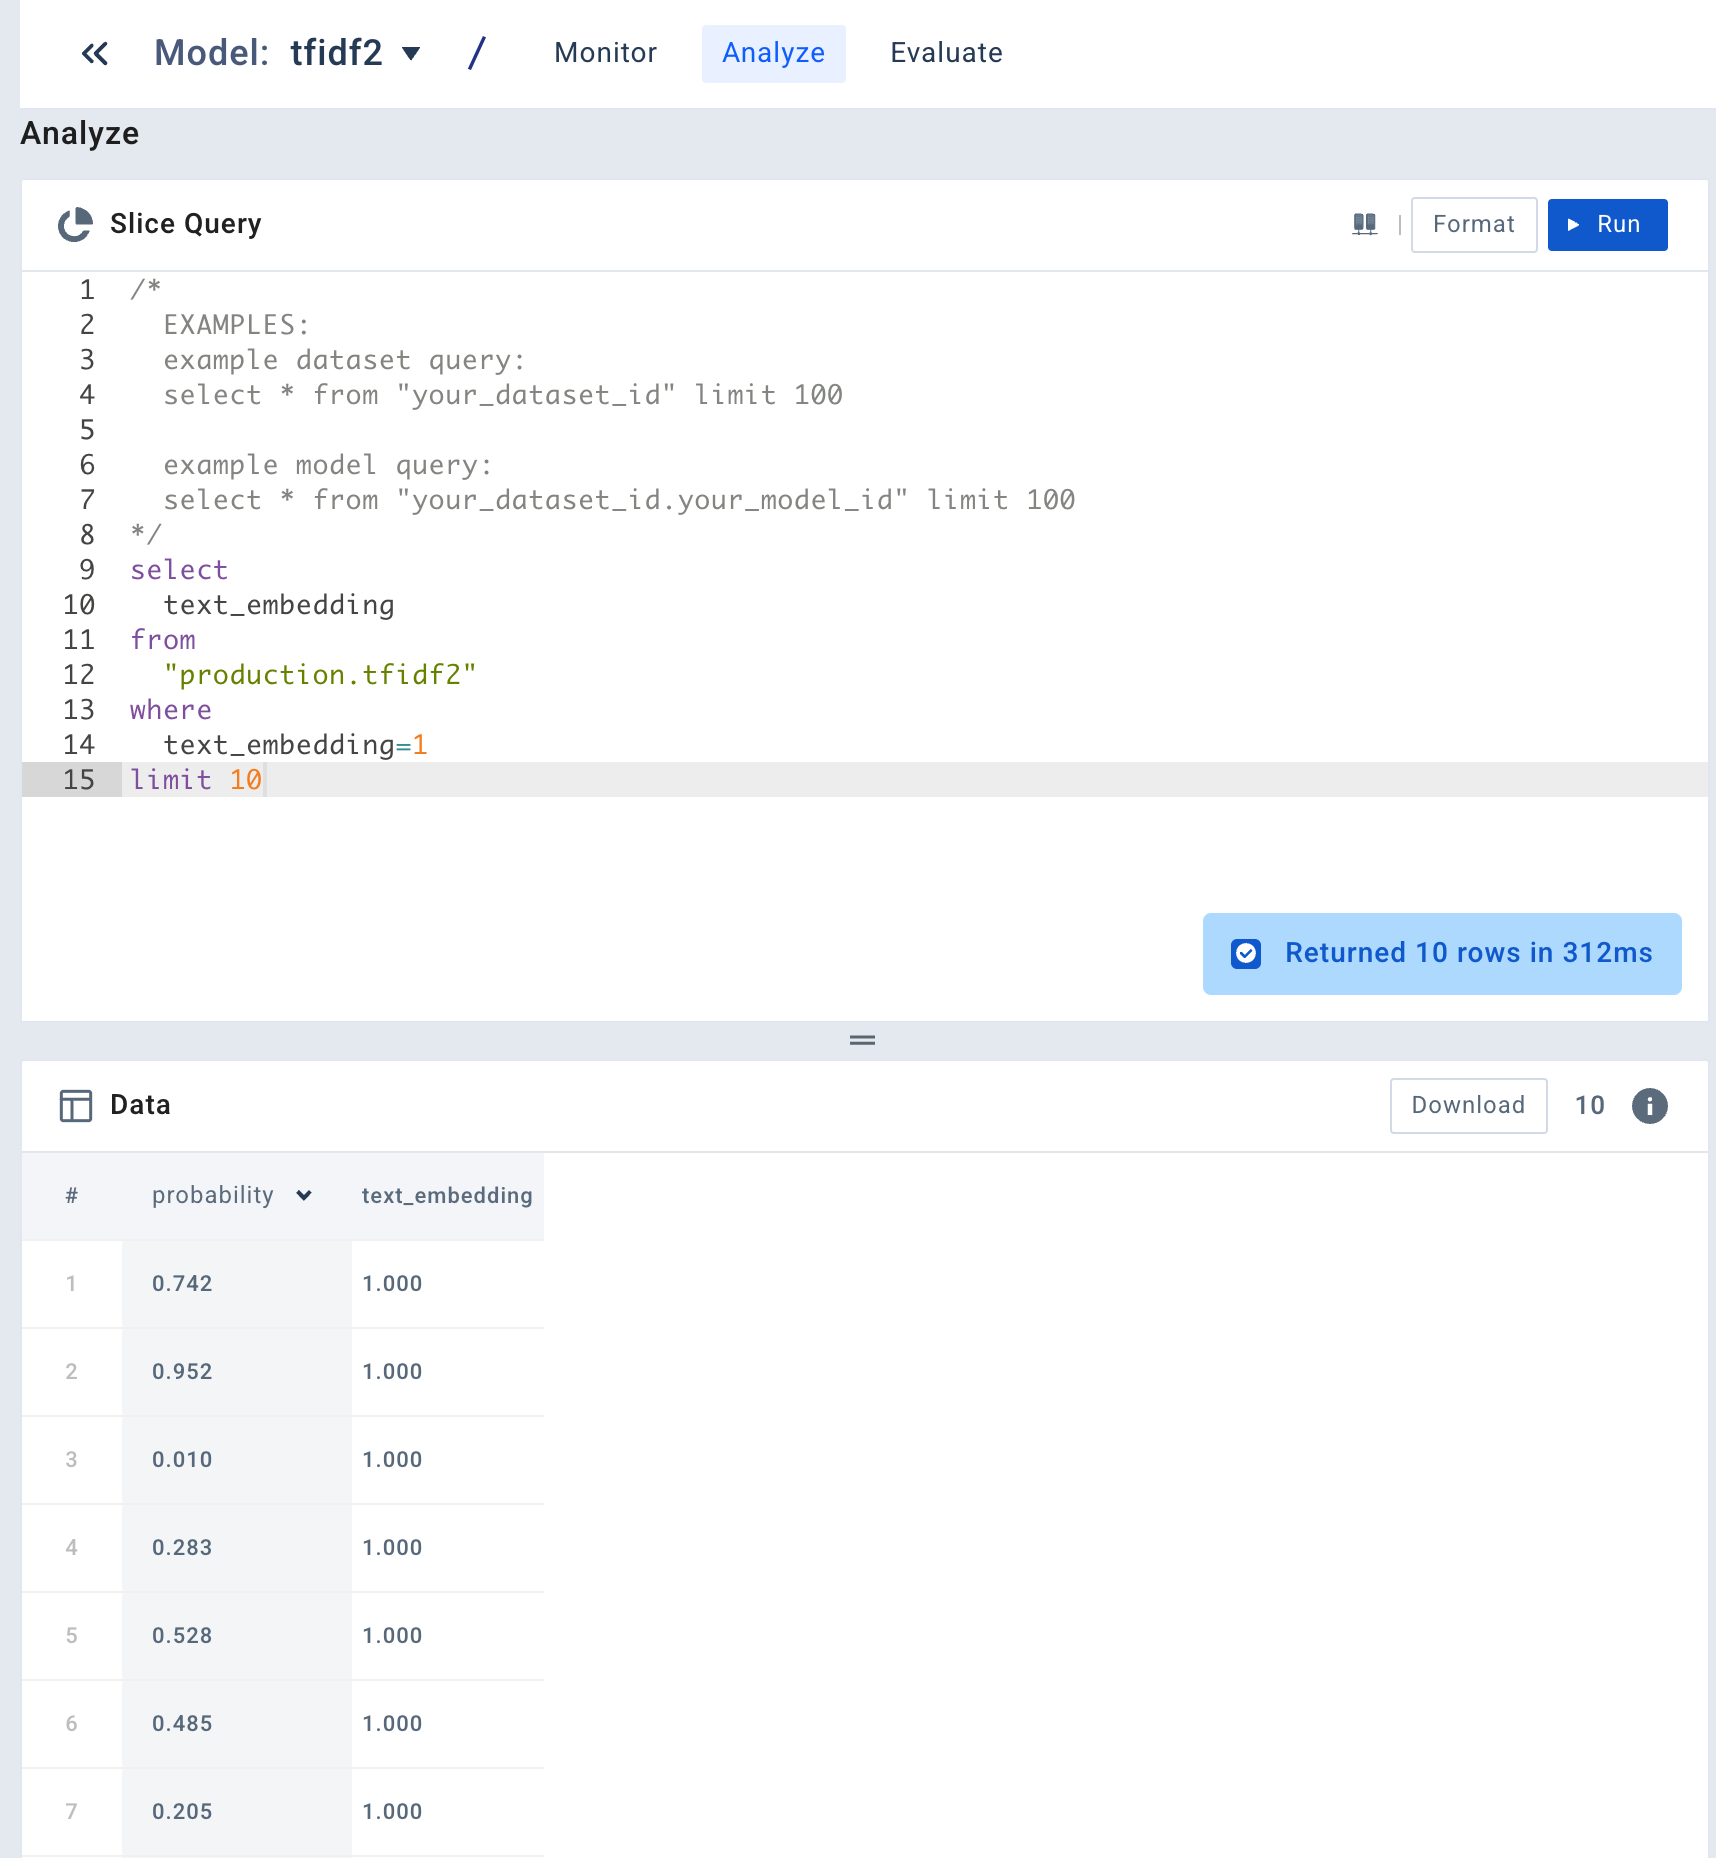 Model: tfidf2 / Monitor Analyze Evaluate
Analyze
Slice Query | Format Run
1 /*
2 EXAMPLES:
3 example dataset query:
4 select * from "your_dataset_id" limit 100
5
6 example model query:
7 select * from "your_dataset_id.your_model_id" limit 100
8 */
9 select
10 text_embedding
11 from
12 "production.tfidf2"
13 where
14 text_embedding=1
15 limit 10
Returned 10 rows in 312ms
Data Download 10
# probability text_embedding
1 0.742 1.000
2 0.952 1.000
3 0.010 1.000
4 0.283 1.000
5 0.528 1.000
6 0.485 1.000
7 0.205 1.000